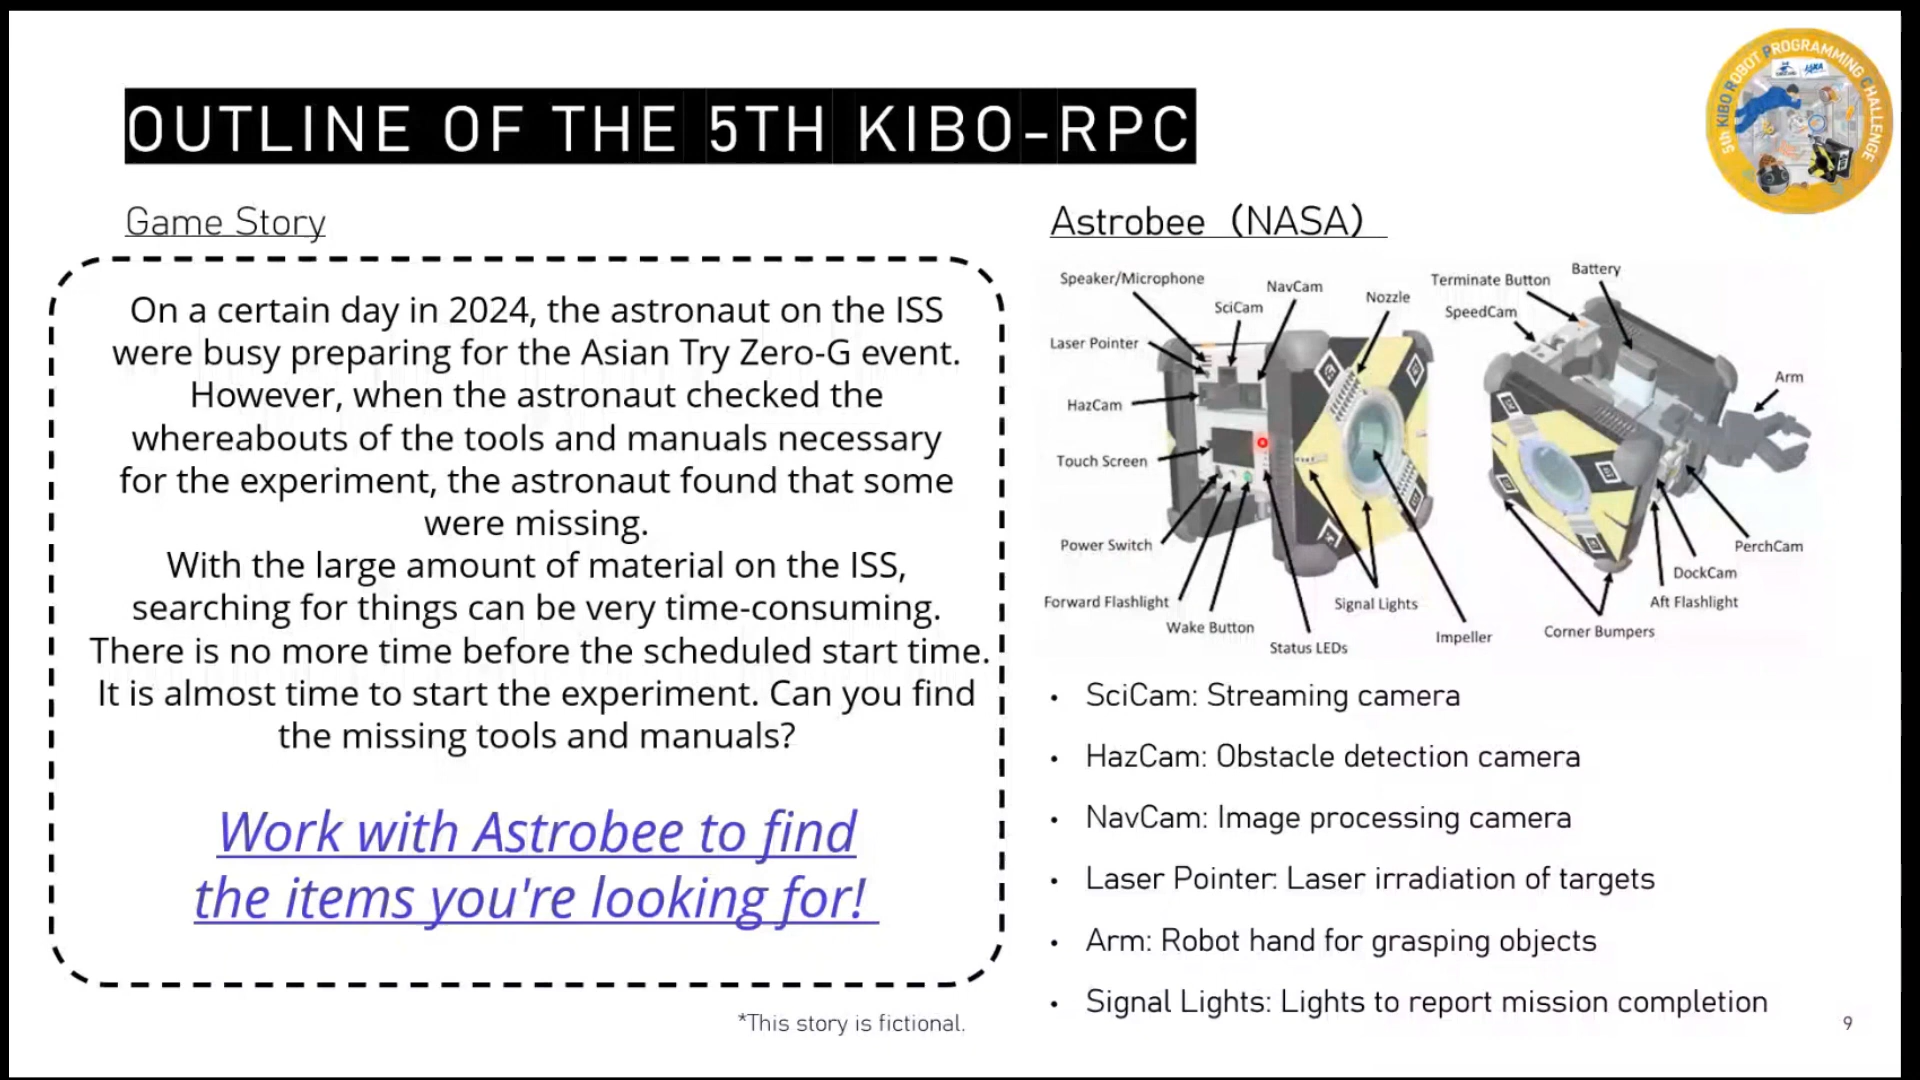 OUTLINE OF THE 5TH KIBO-RPC
5th KIBO ROBOT PROGRAMMING CHALLENGE
Game Story
On a certain day in 2024, the astronaut on the ISS
were busy preparing for the Asian Try Zero-G event.
However, when the astronaut checked the
whereabouts of the tools and manuals necessary
for the experiment, the astronaut found that some
were missing.
With the large amount of material on the ISS,
searching for things can be very time-consuming.
There is no more time before the scheduled start time.
It is almost time to start the experiment. Can you find
the missing tools and manuals?
Work with Astrobee to find
the items you're looking for!
*This story is fictional.
Astrobee (NASA)
Speaker/Microphone
SciCam
NavCam
Nozzle
Laser Pointer
HazCam
Touch Screen
Power Switch
Forward Flashlight
Wake Button
Status LEDs
Signal Lights
Impeller
Terminate Button
Battery
SpeedCam
Arm
PerchCam
DockCam
Aft Flashlight
Corner Bumpers
• SciCam: Streaming camera
• HazCam: Obstacle detection camera
• NavCam: Image processing camera
• Laser Pointer: Laser irradiation of targets
• Arm: Robot hand for grasping objects
• Signal Lights: Lights to report mission completion
9